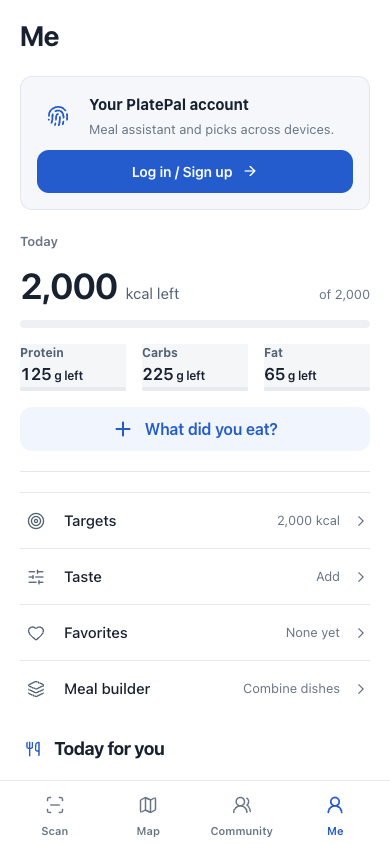 Me
Your PlatePal account
Meal assistant and picks across devices.
Log in / Sign up
Today
2,000 kcal left of 2,000
Protein Carbs Fat
125 g left 225 g left 65 g left
What did you eat?
Targets 2,000 kcal
Taste Add
Favorites None yet
Meal builder Combine dishes
Today for you
Scan Map Community Me